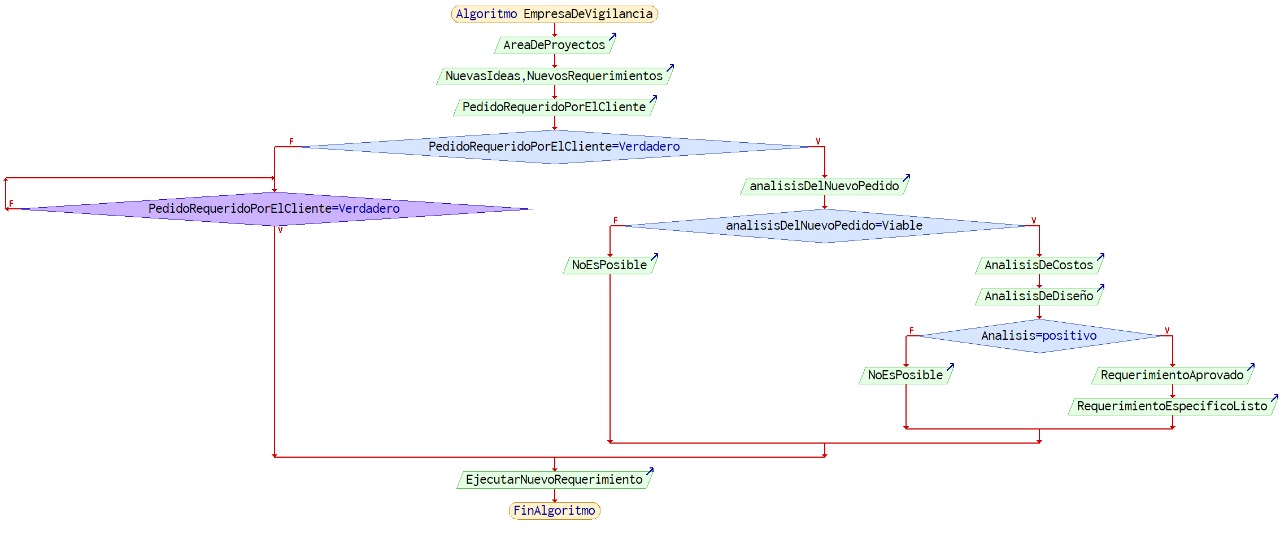 Algoritmo EmpresaDeVigilancia
AreaDeProyectos
NuevasIdeas,NuevosRequerimientos
PedidoRequeridoPorElCliente
F
PedidoRequeridoPorElCliente=Verdadero
V
analisisDelNuevoPedido
F
PedidoRequeridoPorElCliente=Verdadero
V
F
analisisDelNuevoPedido=Viable
V
NoEsPosible
AnalisisDeCostos
AnalisisDeDiseño
F
Analisis=positivo
V
NoEsPosible
RequerimientoAprovado
RequerimientoEspecificoListo
EjecutarNuevoRequerimiento
FinAlgoritmo